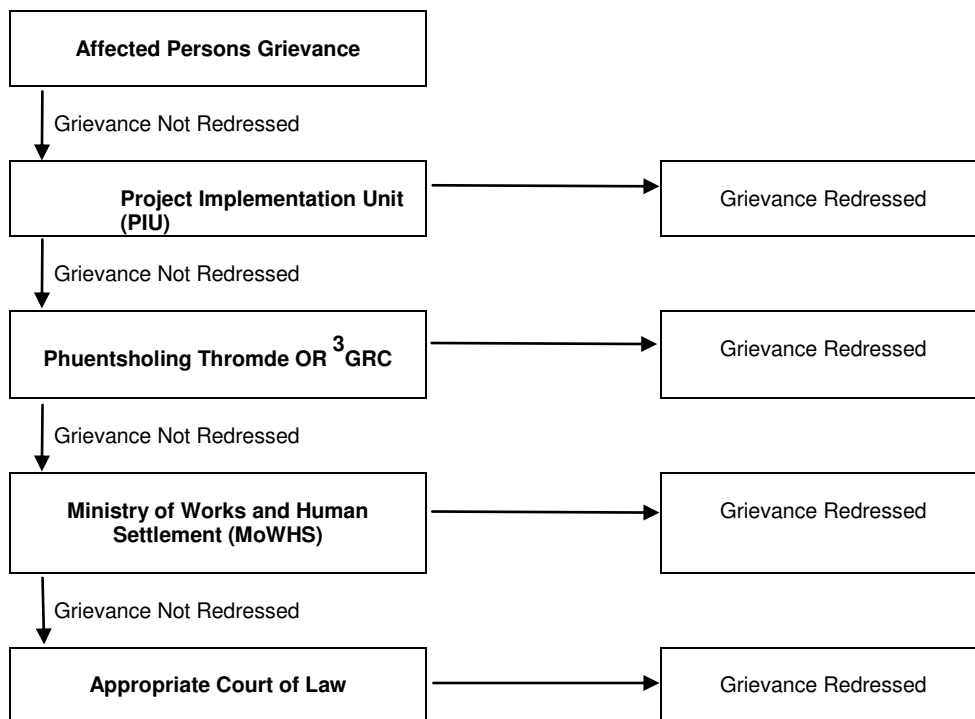 Affected Persons Grievance
Grievance Not Redressed
Project Implementation Unit
(PIU)
Grievance Redressed
Grievance Not Redressed
Phuentsholing Thromde OR ³GRC
Grievance Redressed
Grievance Not Redressed
Ministry of Works and Human
Settlement (MoWHS)
Grievance Redressed
Grievance Not Redressed
Appropriate Court of Law
Grievance Redressed